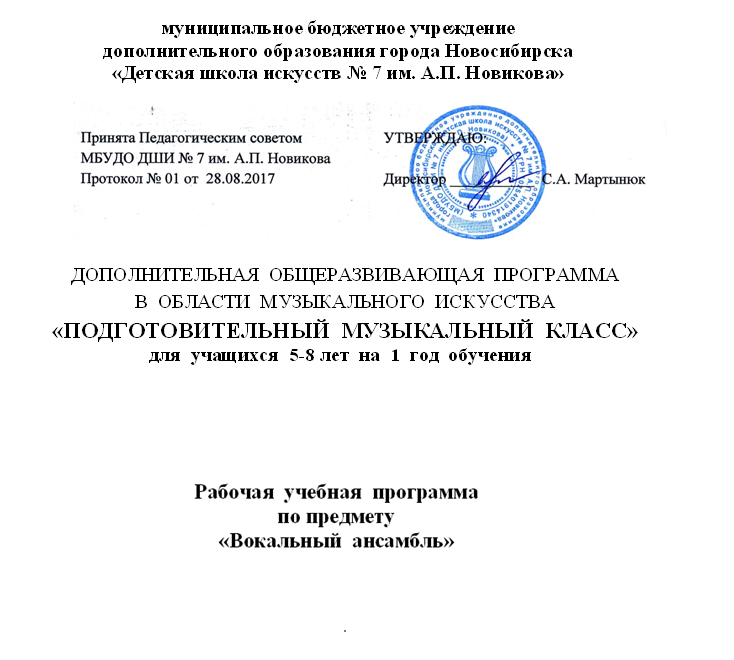 муниципальное бюджетное учреждение
дополнительного образования города Новосибирска
«Детская школа искусств № 7 им. А.П. Новикова»
Принята Педагогическим советом
МБУДО ДШИ № 7 им. А.П. Новикова
Протокол № 01 от 28.08.2017
УТВЕРЖДАЮ:
Директор ____________ С.А. Мартынюк
ДОПОЛНИТЕЛЬНАЯ ОБЩЕРАЗВИВАЮЩАЯ ПРОГРАММА
В ОБЛАСТИ МУЗЫКАЛЬНОГО ИСКУССТВА
«ПОДГОТОВИТЕЛЬНЫЙ МУЗЫКАЛЬНЫЙ КЛАСС»
для учащихся 5-8 лет на 1 год обучения
Рабочая учебная программа
по предмету
«Вокальный ансамбль»
.